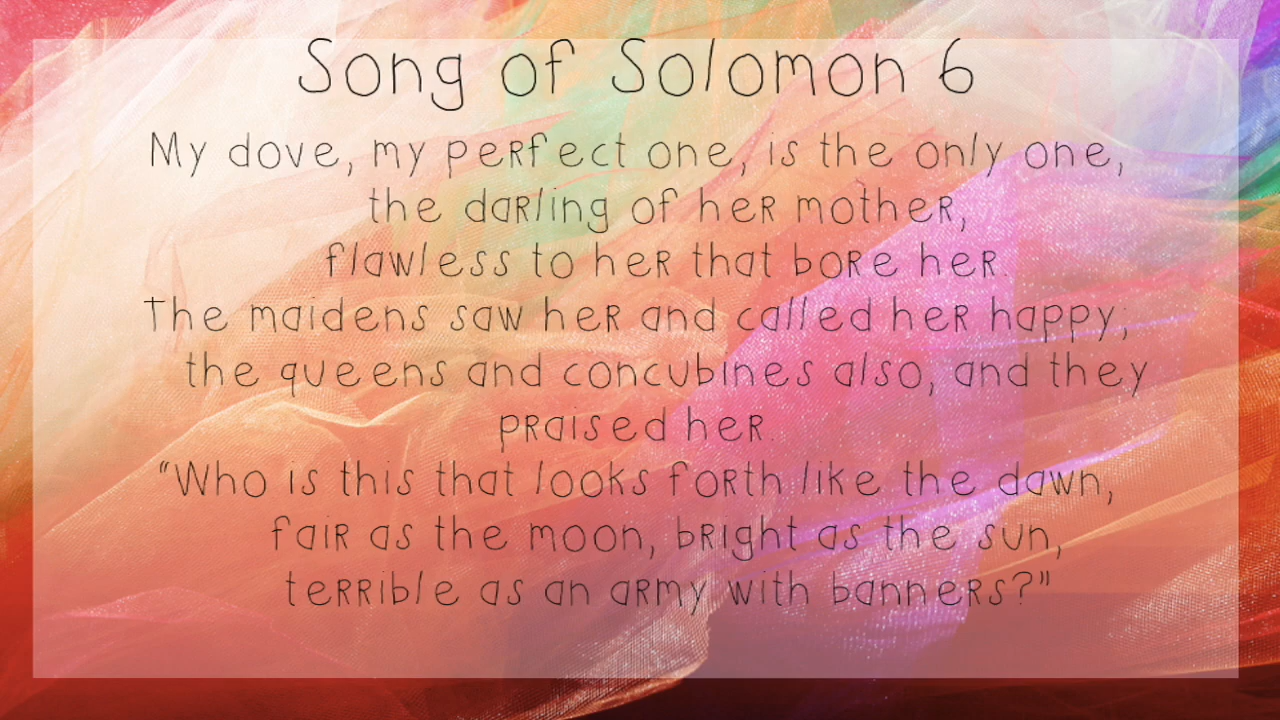 Song of Solomon 6
My dove, my perfect one, is the only one,
the darling of her mother,
flawless to her that bore her.
The maidens saw her and called her happy;
the queens and concubines also, and they
praised her.
“Who is this that looks forth like the dawn,
fair as the moon, bright as the sun,
terrible as an army with banners?”